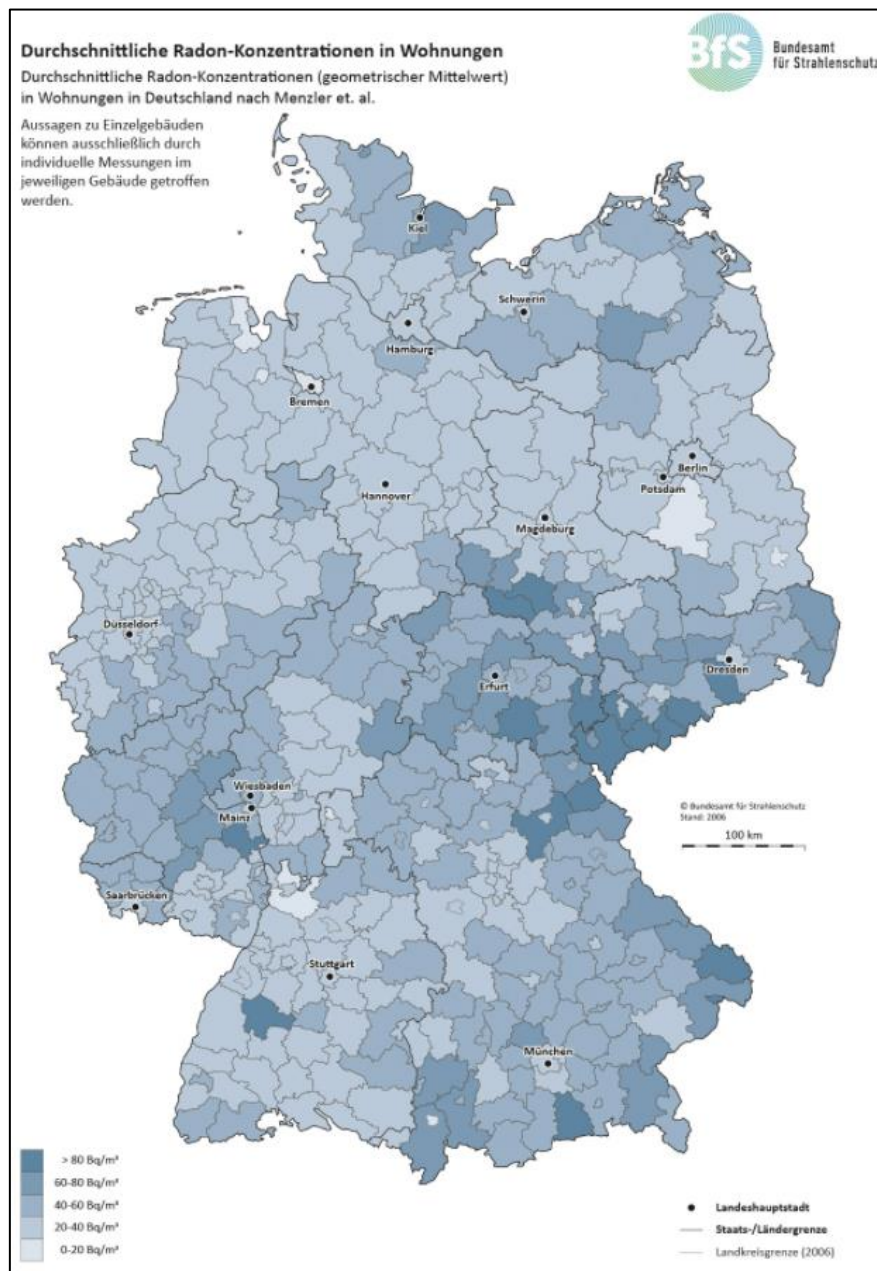 Durchschnittliche Radon-Konzentrationen in Wohnungen
Durchschnittliche Radon-Konzentrationen (geometrischer Mittelwert)
in Wohnungen in Deutschland nach Menzler et. al.
Aussagen zu Einzelgebäuden
können ausschließlich durch
individuelle Messungen im
jeweiligen Gebäude getroffen
werden.
BfS
Bundesamt
für Strahlenschutz
Kiel
Schwerin
Hamburg
Bremen
Berlin
Potsdam
Hannover
Magdeburg
Düsseldorf
Dresden
Erfurt
Wiesbaden
Mainz
© Bundesamt für Strahlenschutz
Stand: 2006
100 km
Saarbrücken
Stuttgart
München
> 80 Bq/m³
60-80 Bq/m³
40-60 Bq/m³
20-40 Bq/m³
0-20 Bq/m³
Landeshauptstadt
Staats-/Ländergrenze
Landkreisgrenze (2006)